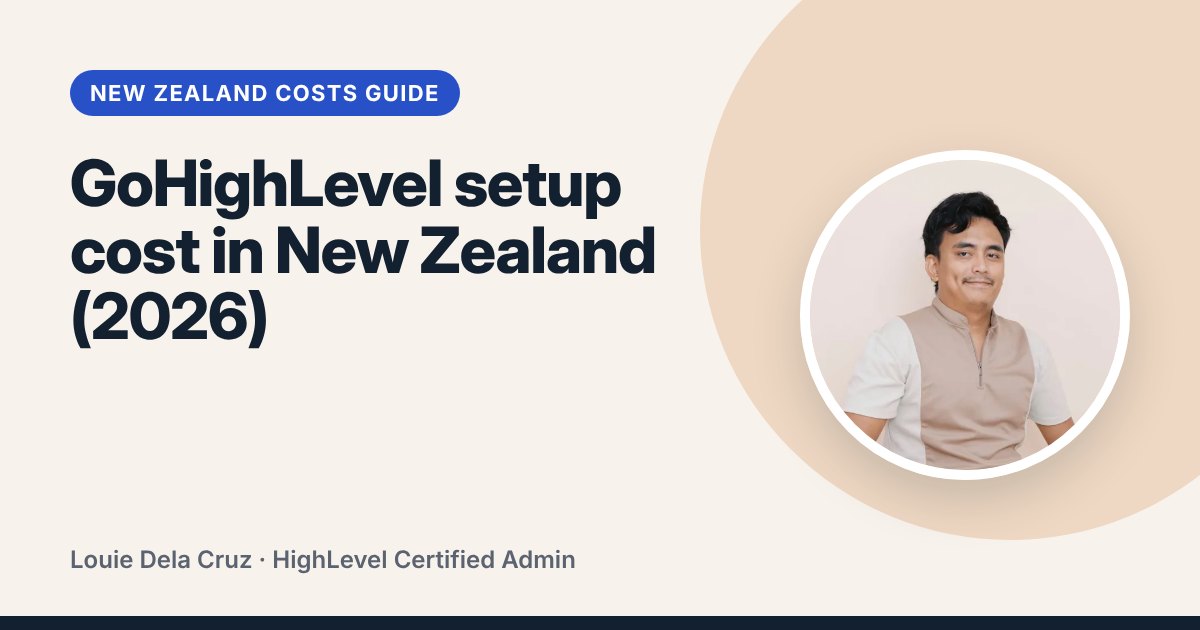 NEW ZEALAND COSTS GUIDE
GoHighLevel setup
cost in New Zealand
(2026)
Louie Dela Cruz · HighLevel Certified Admin